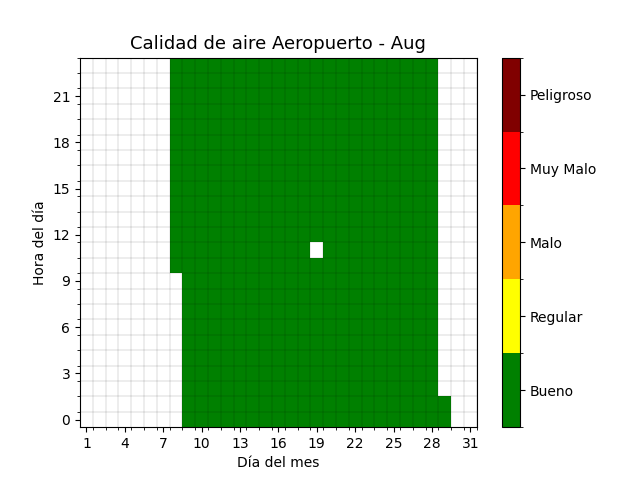 Calidad de aire Aeropuerto - Aug
21
18
15
12
9
6
3
0
Hora del día
1 4 7 10 13 16 19 22 25 28 31
Día del mes
Peligroso
Muy Malo
Malo
Regular
Bueno